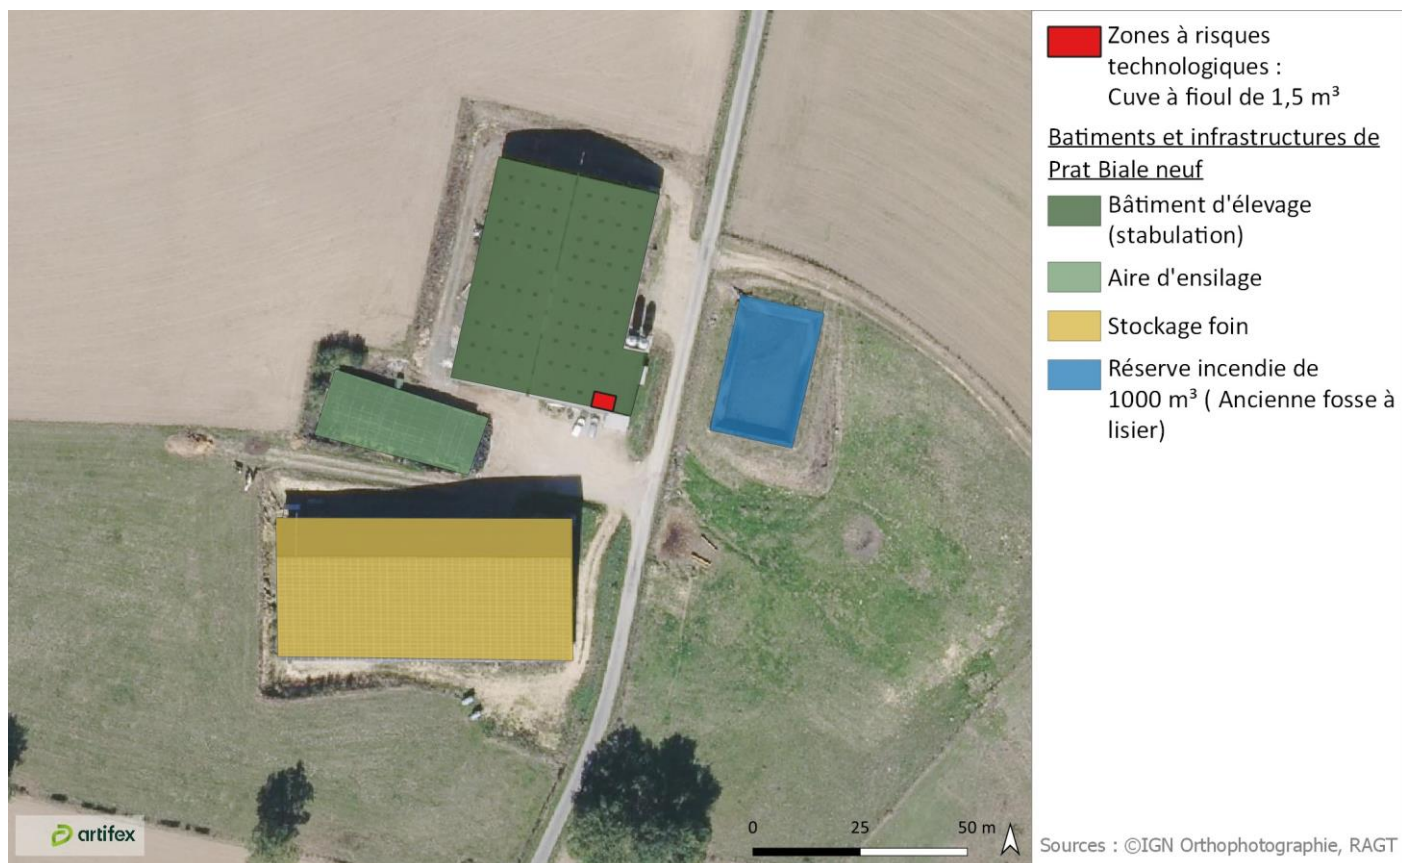 Zones à risques
technologiques :
Cuve à fioul de 1,5 m³
Batiments et infrastructures de
Prat Biale neuf
Bâtiment d'élevage
(stabulation)
Aire d'ensilage
Stockage foin
Réserve incendie de
1000 m³ ( Ancienne fosse à
lisier)
artifex
0 25 50 m
Sources : ©IGN Orthophotographie, RAGT